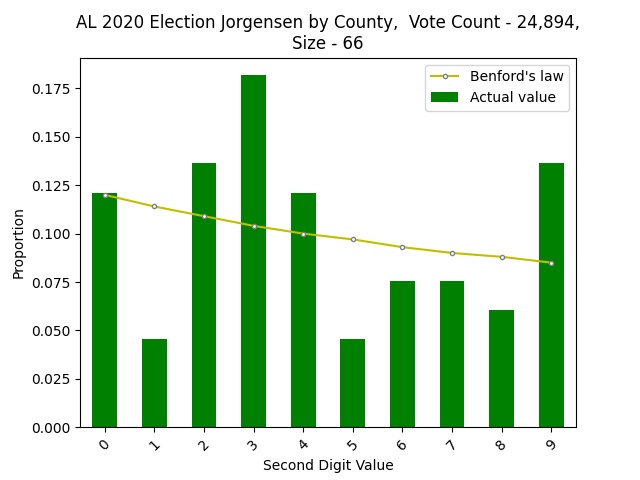 AL 2020 Election Jorgensen by County,  Vote Count - 24,894,
Size - 66
Benford's law
Actual value
0.175
0.150
0.125
0.100
0.075
0.050
0.025
0.000
Proportion
0 1 2 3 4 5 6 7 8 9
Second Digit Value